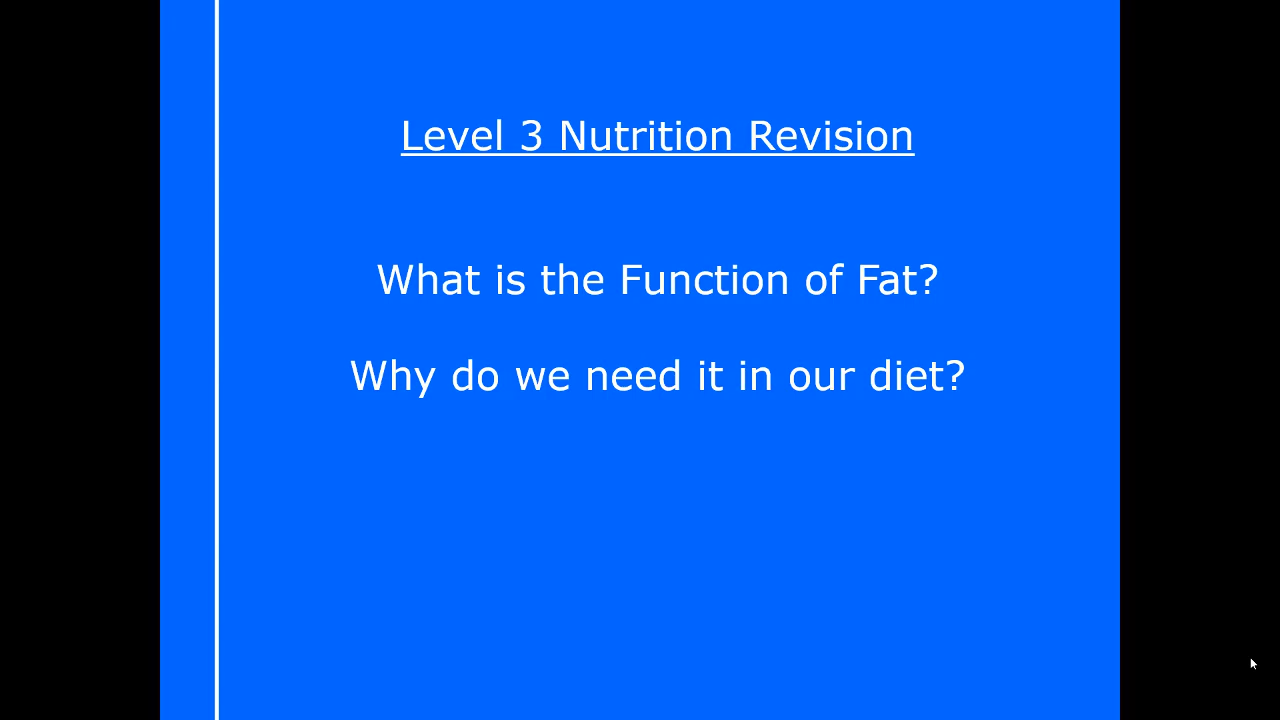 Level 3 Nutrition Revision
What is the Function of Fat?
Why do we need it in our diet?